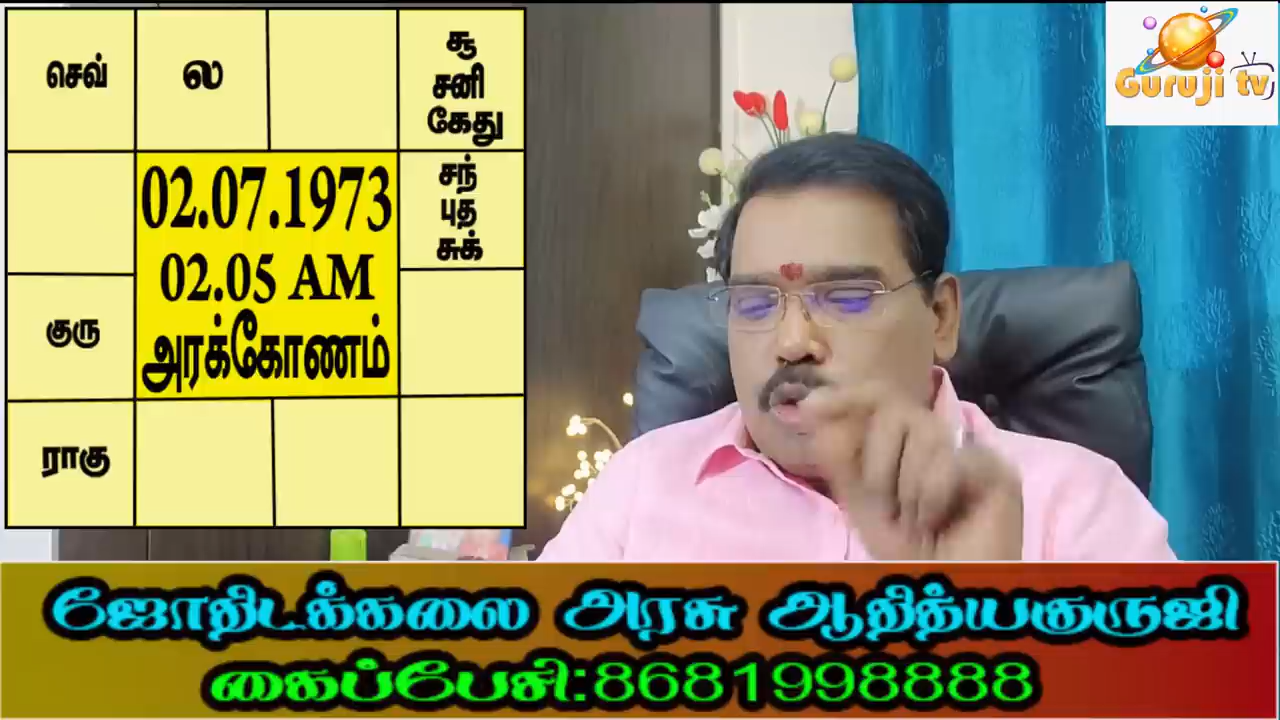 செவ்
ல
சூ
சனி
கேது
Guruji tv
02.07.1973
02.05 AM
அரக்கோணம்
சந்
புத
சுக்
குரு
ராகு
ஜோதிடக்கலை அரசு ஆதித்யகுருஜி
கைப்பேசி:8681998888